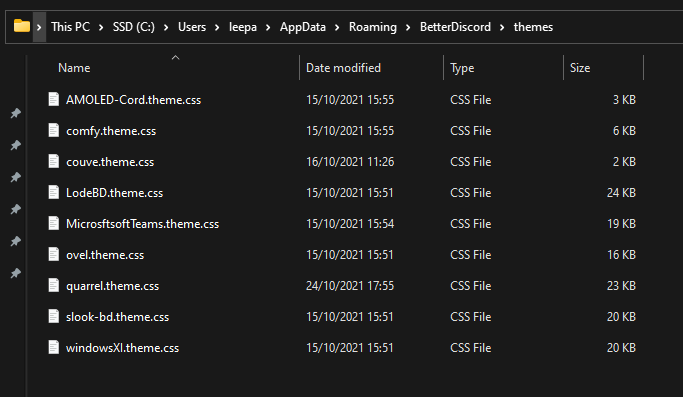 This PC > SSD (C:) > Users > leepa > AppData > Roaming > BetterDiscord > themes
Name Date modified Type Size
AMOLED-Cord.theme.css 15/10/2021 15:55 CSS File 3 KB
comfy.theme.css 15/10/2021 15:55 CSS File 6 KB
couve.theme.css 16/10/2021 11:26 CSS File 2 KB
LodeBD.theme.css 15/10/2021 15:51 CSS File 24 KB
MicrosftsoftTeams.theme.css 15/10/2021 15:54 CSS File 19 KB
ovel.theme.css 15/10/2021 15:51 CSS File 16 KB
quarrel.theme.css 24/10/2021 17:55 CSS File 23 KB
slook-bd.theme.css 15/10/2021 15:51 CSS File 20 KB
windowsXI.theme.css 15/10/2021 15:51 CSS File 20 KB